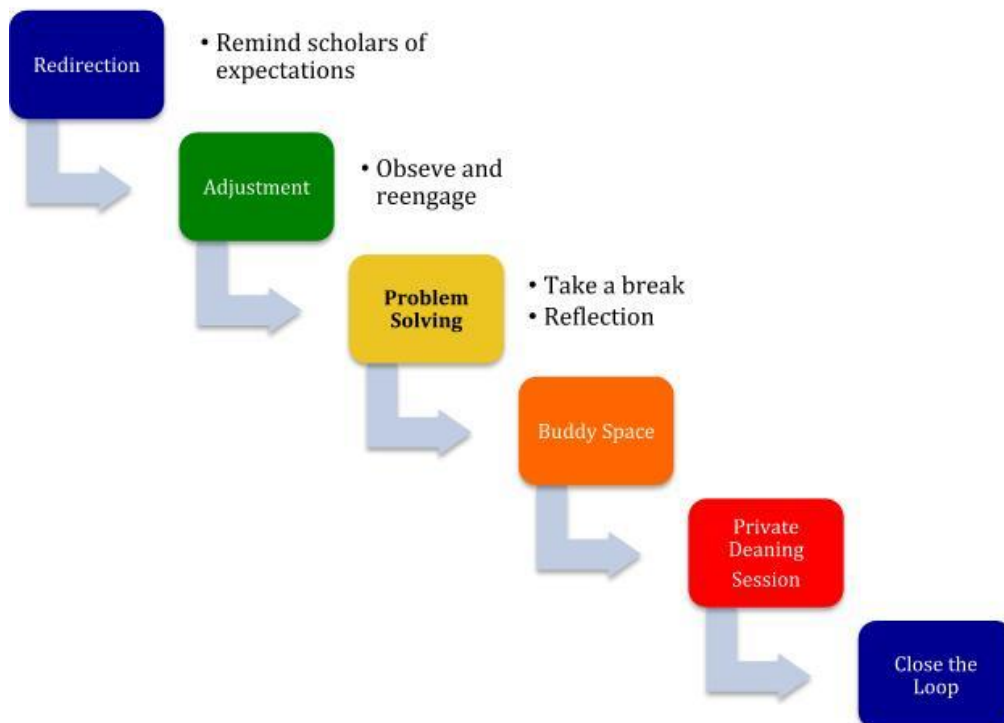 Redirection
• Remind scholars of
expectations
Adjustment
• Obseve and
reengage
Problem
Solving
• Take a break
• Reflection
Buddy Space
Private
Deaning
Session
Close the
Loop